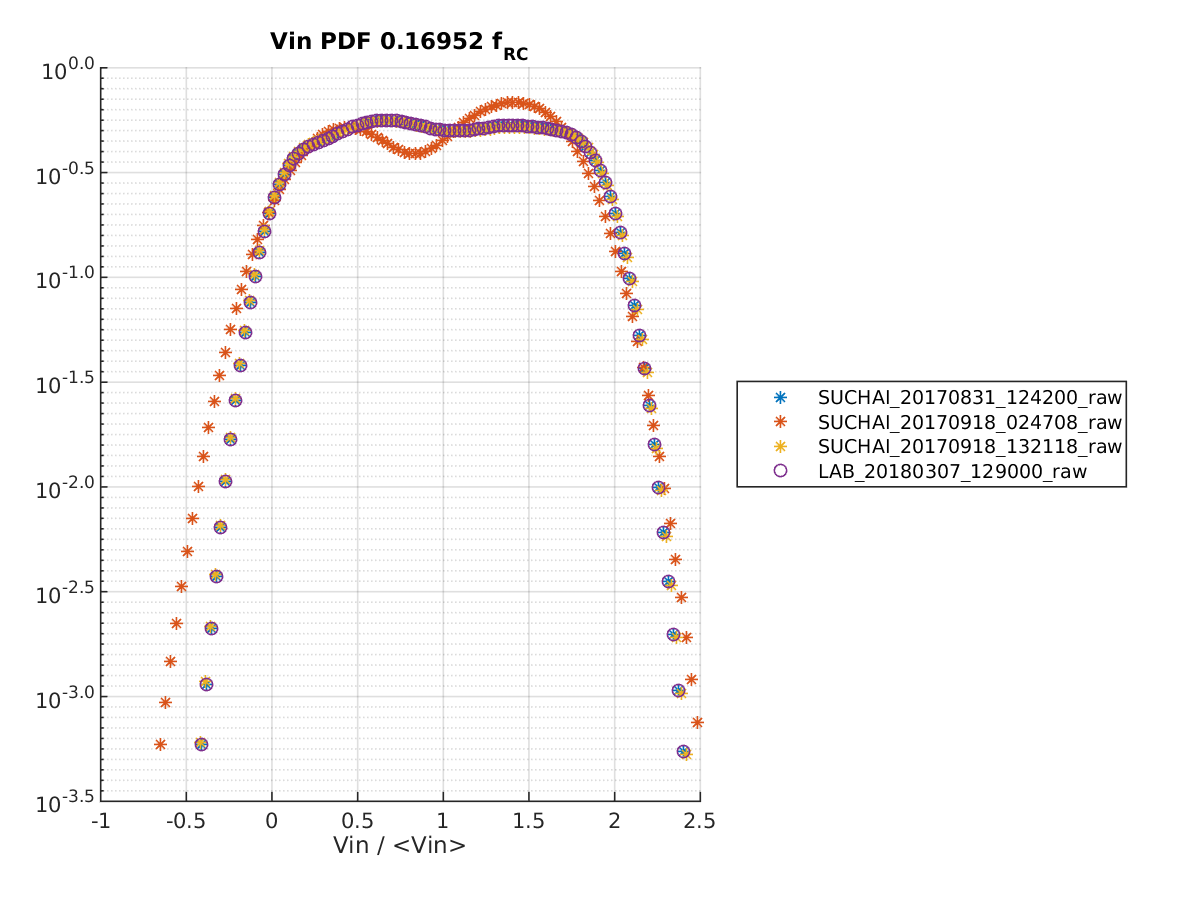 Vin PDF 0.16952 f_RC
10^0.0
10^-0.5
10^-1.0
10^-1.5
10^-2.0
10^-2.5
10^-3.0
10^-3.5
-1 -0.5 0 0.5 1 1.5 2 2.5
Vin / <Vin>
SUCHAI_20170831_124200_raw
SUCHAI_20170918_024708_raw
SUCHAI_20170918_132118_raw
LAB_20180307_129000_raw